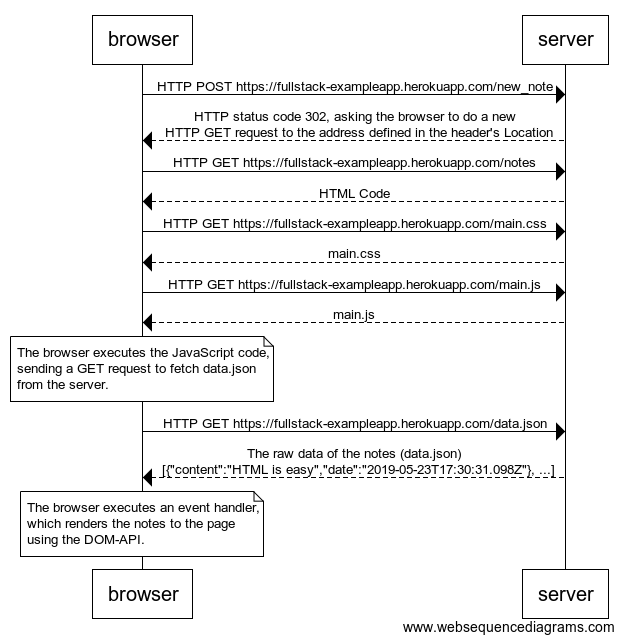 browser
server
HTTP POST https://fullstack-exampleapp.herokuapp.com/new_note
HTTP status code 302, asking the browser to do a new
HTTP GET request to the address defined in the header's Location
HTTP GET https://fullstack-exampleapp.herokuapp.com/notes
HTML Code
HTTP GET https://fullstack-exampleapp.herokuapp.com/main.css
main.css
HTTP GET https://fullstack-exampleapp.herokuapp.com/main.js
main.js
The browser executes the JavaScript code,
sending a GET request to fetch data.json
from the server.
HTTP GET https://fullstack-exampleapp.herokuapp.com/data.json
The raw data of the notes (data.json)
[{"content":"HTML is easy","date":"2019-05-23T17:30:31.098Z"}, ...]
The browser executes an event handler,
which renders the notes to the page
using the DOM-API.
browser
server
www.websequencediagrams.com